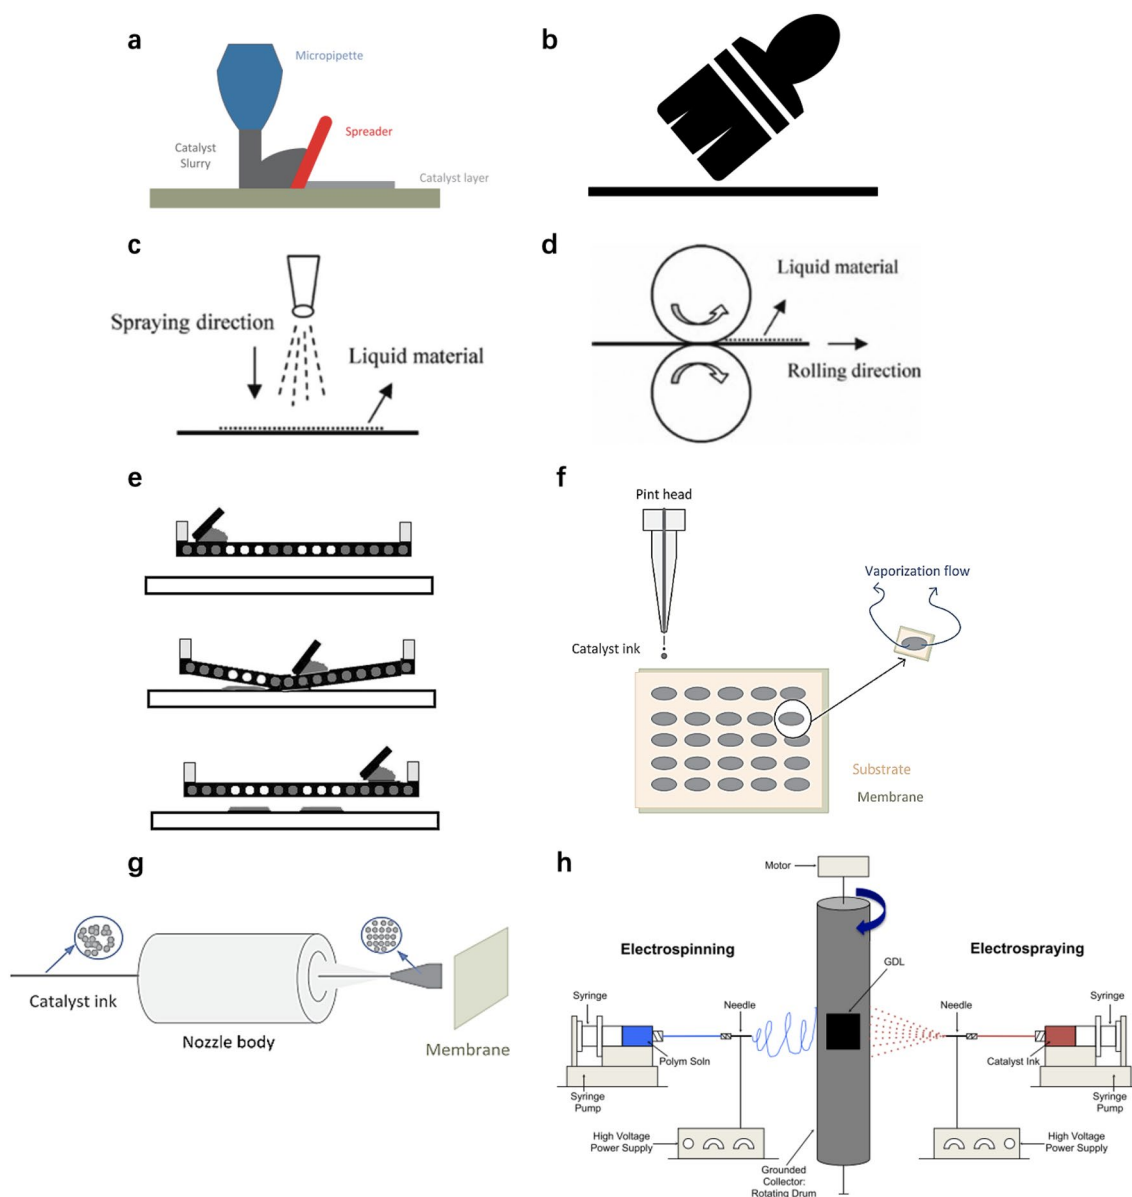 a
Micropipette
Spreader
Catalyst
Slurry
Catalyst layer
b
c
Spraying direction
Liquid material
d
Liquid material
Rolling direction
e
f
Pint head
Vaporization flow
Catalyst ink
Substrate
Membrane
g
Catalyst ink
Nozzle body
Membrane
h
Motor
Electrospinning
Electrospraying
GDL
Syringe
Needle
Needle
Syringe
Polym Soln
Catalyst Ink
Syringe
Pump
Syringe
Pump
High Voltage
Power Supply
High Voltage
Power Supply
Grounded
Collector:
Rotating Drum